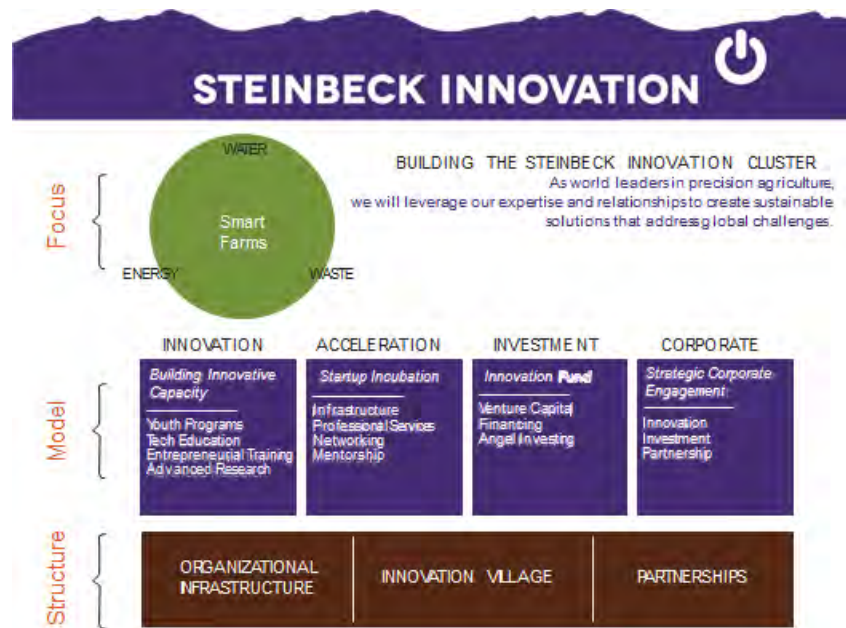 STEINBECK INNOVATION
BUILDING THE STEINBECK INNOVATION CLUSTER
As world leaders in precision agriculture,
we will leverage our expertise and relationships to create sustainable
solutions that address global challenges.
Focus
WATER
Smart
Farms
ENERGY
WASTE
Model
INNOVATION
Building Innovative
Capacity
Youth Programs
Tech Education
Entrepreneurial Training
Advanced Research
ACCELERATION
Startup Incubation
Infrastructure
Professional Services
Networking
Mentorship
INVESTMENT
Innovation Fund
Venture Capital
Financing
Angel Investing
CORPORATE
Strategic Corporate
Engagement
Innovation
Investment
Partnership
Structure
ORGANIZATIONAL
INFRASTRUCTURE
INNOVATION VILLAGE
PARTNERSHIPS